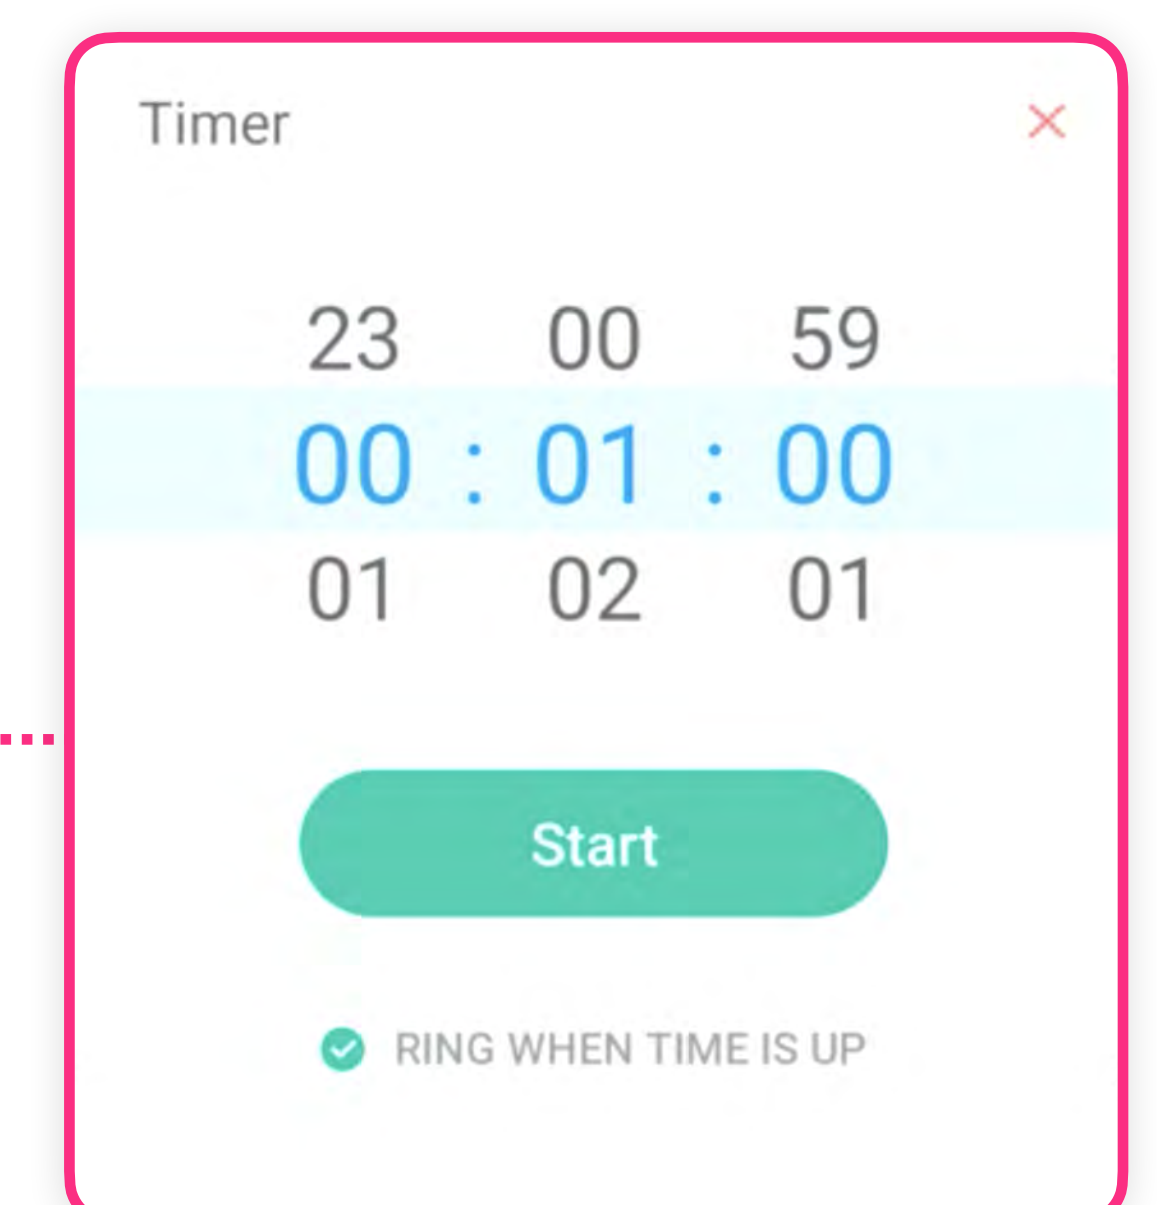 Timer
23 00 59
00 : 01 : 00
01 02 01
Start
RING WHEN TIME IS UP